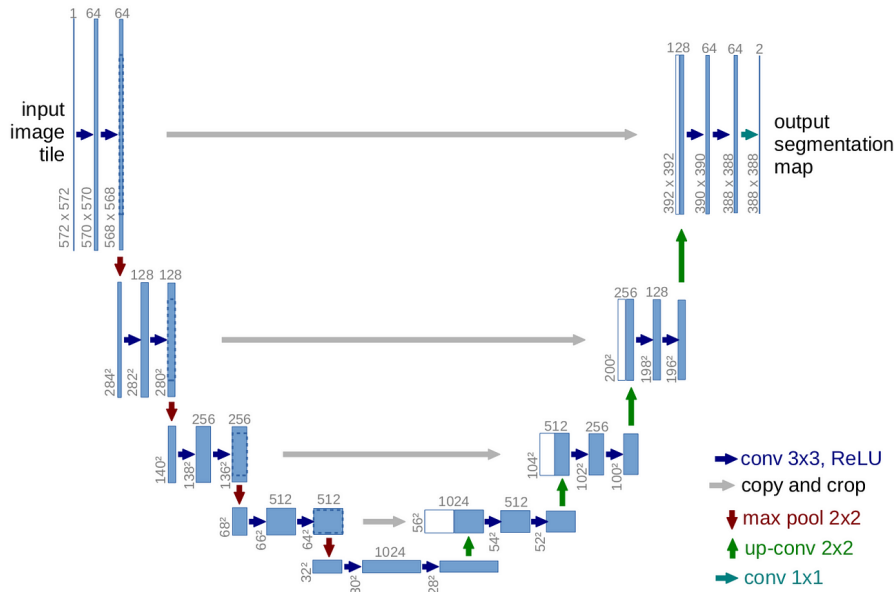 1
64
64
input
image
tile
572 x 572
570 x 570
568 x 568
128
64
64
2
output
segmentation
map
392 x 392
390 x 390
388 x 388
388 x 388
128
128
284²
282²
280²
256
128
200²
198²
196²
256
256
140²
138²
136²
512
256
104²
102²
100²
512
512
68²
66²
64²
1024
512
56²
54²
52²
1024
32²
30²
28²
conv 3x3, ReLU
copy and crop
max pool 2x2
up-conv 2x2
conv 1x1